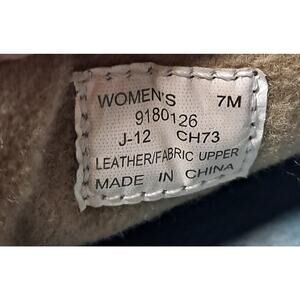 WOMEN'S 7M
9180126
J-12 CH73
LEATHER/FABRIC UPPER
MADE IN CHINA